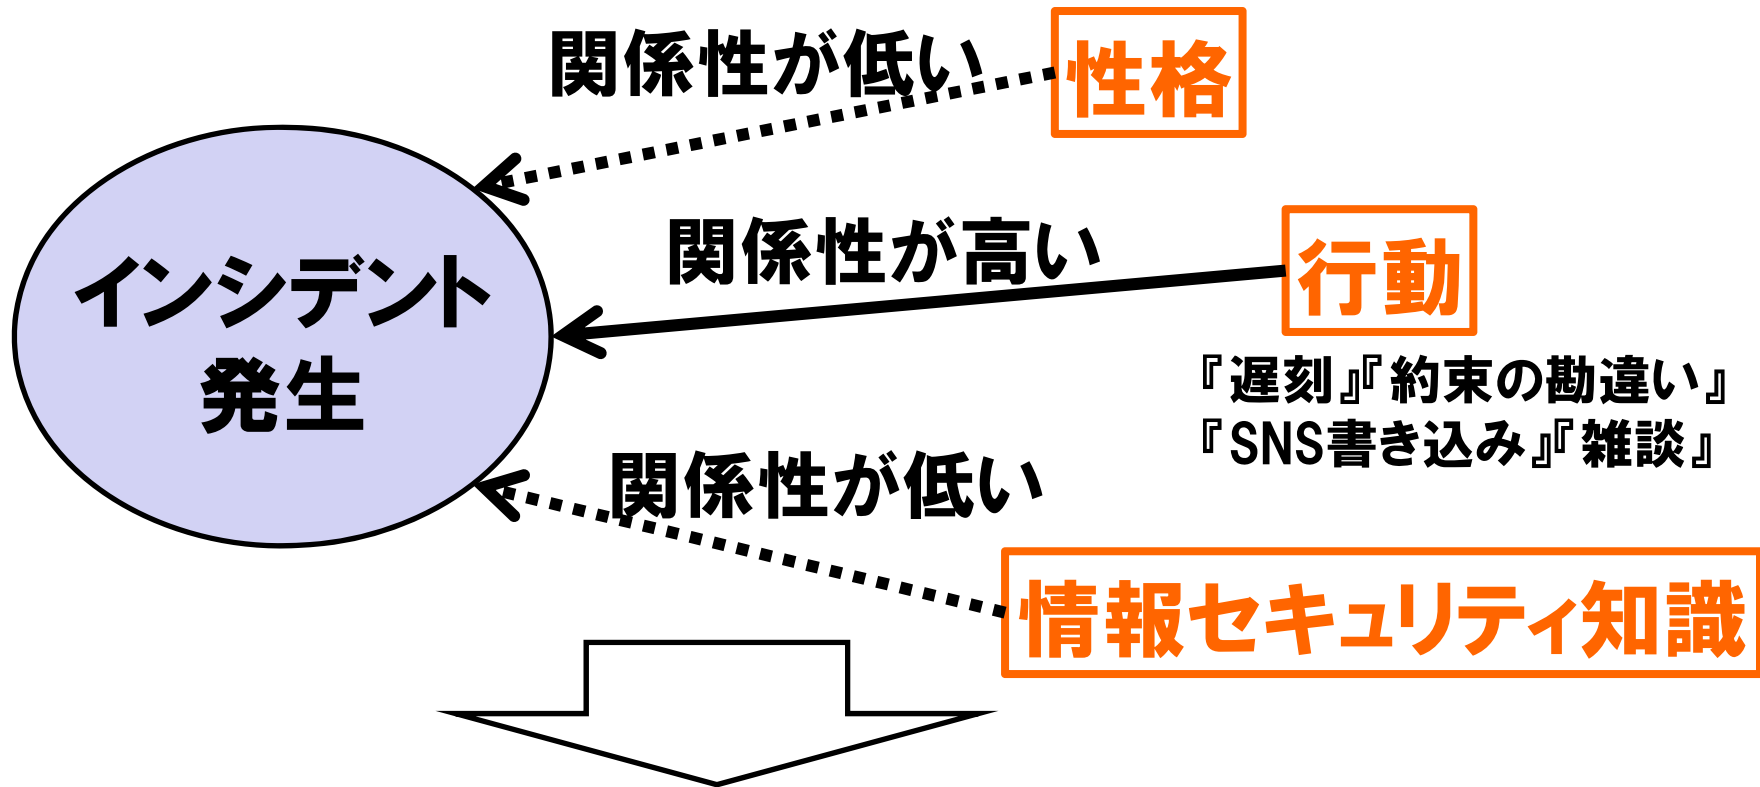 関係性が低い
性格
関係性が高い
行動
インシデント
発生
『遅刻』『約束の勘違い』
『SNS書き込み』『雑談』
関係性が低い
情報セキュリティ知識